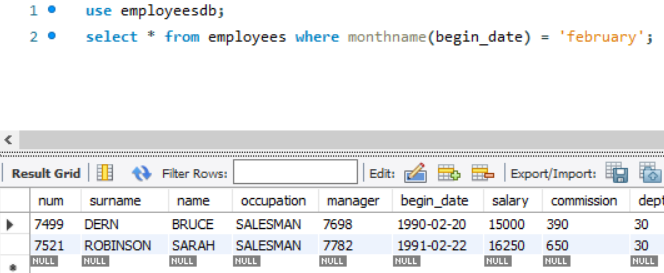 1 use employeesdb;
2 select * from employees where monthname(begin_date) = 'february';
Result Grid Filter Rows: Edit: Export/Import:
num surname name occupation manager begin_date salary commission dept
7499 DERN BRUCE SALESMAN 7698 1990-02-20 15000 390 30
7521 ROBINSON SARAH SALESMAN 7782 1991-02-22 16250 650 30
NULL NULL NULL NULL NULL NULL NULL NULL NULL